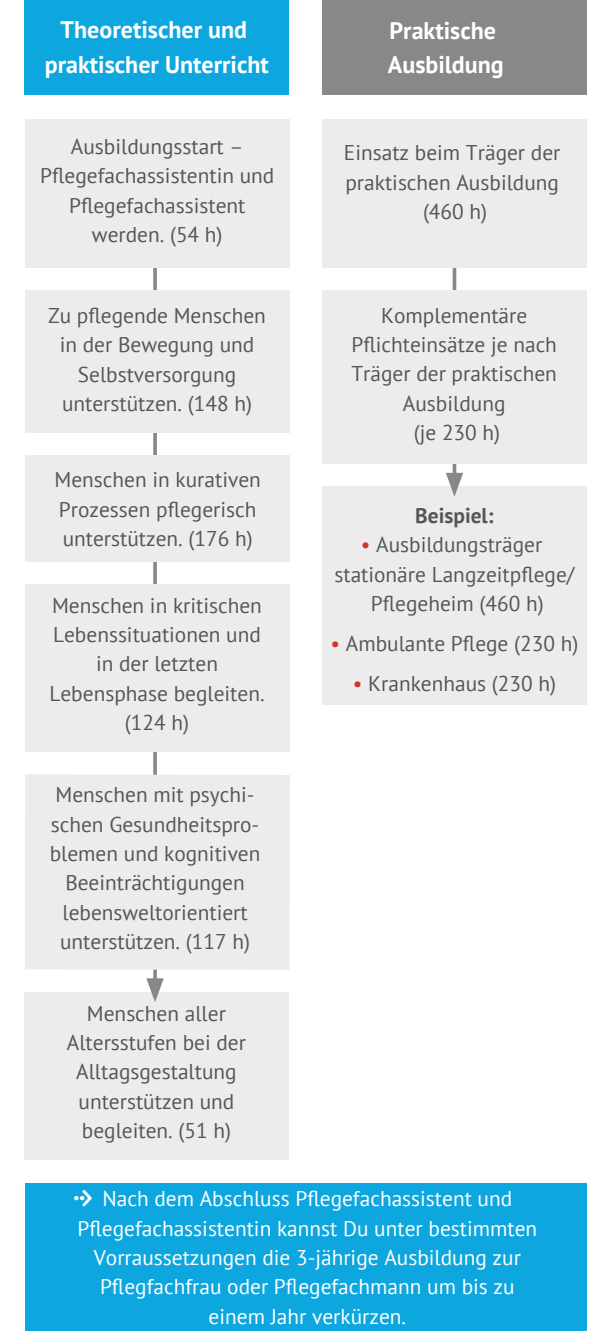 Theoretischer und
praktischer Unterricht
Ausbildungsstart –
Pflegefachassistentin und
Pflegefachassistent
werden. (54 h)
Zu pflegende Menschen
in der Bewegung und
Selbstversorgung
unterstützen. (148 h)
Menschen in kurativen
Prozessen pflegerisch
unterstützen. (176 h)
Menschen in kritischen
Lebenssituationen und
in der letzten
Lebensphase begleiten.
(124 h)
Menschen mit psychi-
schen Gesundheitspro-
blemen und kognitiven
Beeinträchtigungen
lebensweltorientiert
unterstützen. (117 h)
Menschen aller
Altersstufen bei der
Alltagsgestaltung
unterstützen und
begleiten. (51 h)
Praktische
Ausbildung
Einsatz beim Träger der
praktischen Ausbildung
(460 h)
Komplementäre
Pflichteinsätze je nach
Träger der praktischen
Ausbildung
(je 230 h)
Beispiel:
• Ausbildungsträger
stationäre Langzeitpflege/
Pflegeheim (460 h)
• Ambulante Pflege (230 h)
• Krankenhaus (230 h)
Nach dem Abschluss Pflegefachassistent und
Pflegefachassistentin kannst Du unter bestimmten
Vorraussetzungen die 3-jährige Ausbildung zur
Pflegfachfrau oder Pflegefachmann um bis zu
einem Jahr verkürzen.